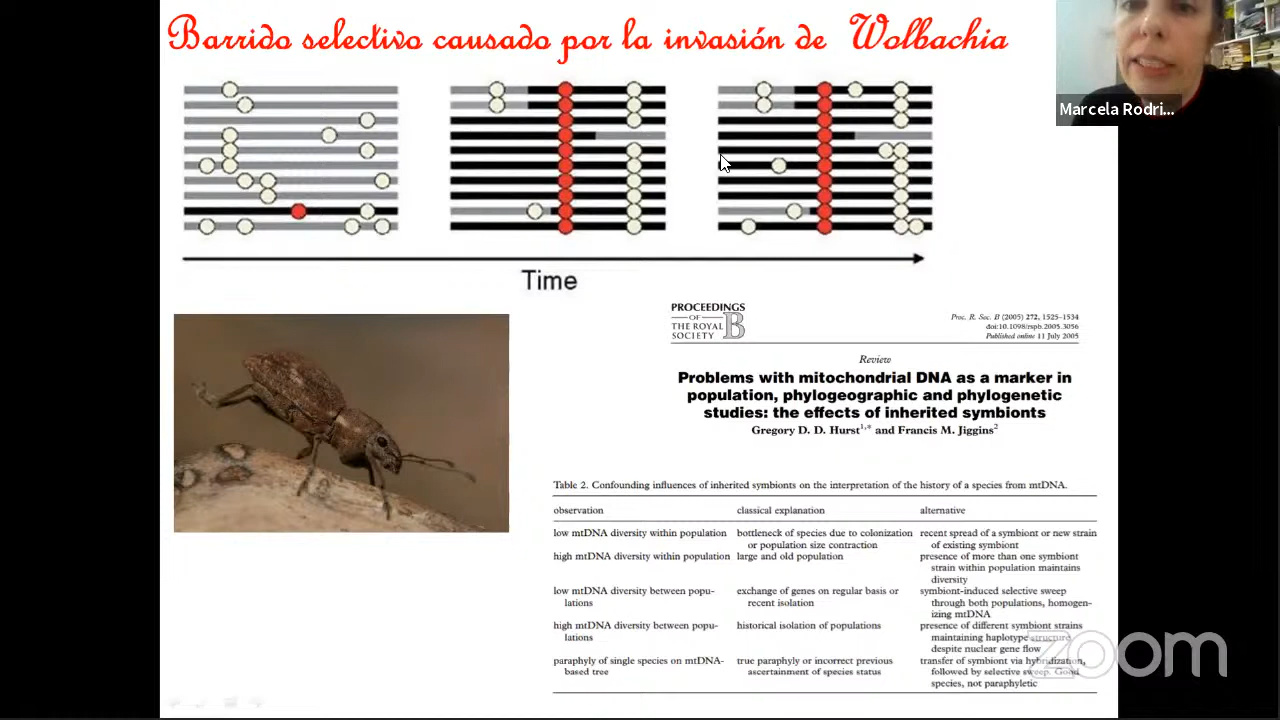 Barrido selectivo causado por la invasión de Wolbachia
Marcela Rodri...
Time
PROCEEDINGS
OF
THE ROYAL
SOCIETY
B
Proc. R. Soc. B (2005) 272, 1525–1534
doi:10.1098/rspb.2005.3056
Published online 11 July 2005
Review
Problems with mitochondrial DNA as a marker in
population, phylogeographic and phylogenetic
studies: the effects of inherited symbionts
Gregory D. D. Hurst1,* and Francis M. Jiggins2
Table 2. Confounding influences of inherited symbionts on the interpretation of the history of a species from mtDNA.
observation classical explanation alternative
low mtDNA diversity within population bottleneck of species due to colonization recent spread of a symbiont or new strain
or population size contraction of existing symbiont
high mtDNA diversity within population large and old population presence of more than one symbiont
strain within population maintains
diversity
low mtDNA diversity between popu- exchange of genes on regular basis or symbiont-induced selective sweep
lations recent isolation through both populations, homogen-
izing mtDNA
high mtDNA diversity between popu- historical isolation of populations presence of different symbiont strains
lations maintaining haplotype structure
despite nuclear gene flow
paraphyly of single species on mtDNA- true paraphyly or incorrect previous transfer of symbiont via hybridization,
based tree ascertainment of species status followed by selective sweep. Good
species, not paraphyletic
zoom